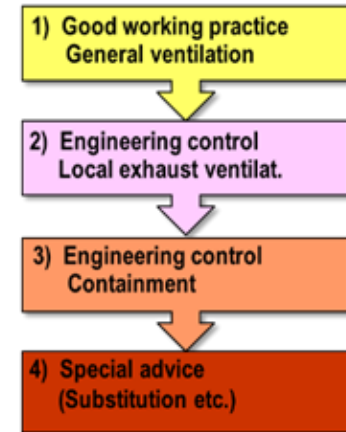 1) Good working practice
General ventilation
2) Engineering control
Local exhaust ventilat.
3) Engineering control
Containment
4) Special advice
(Substitution etc.)